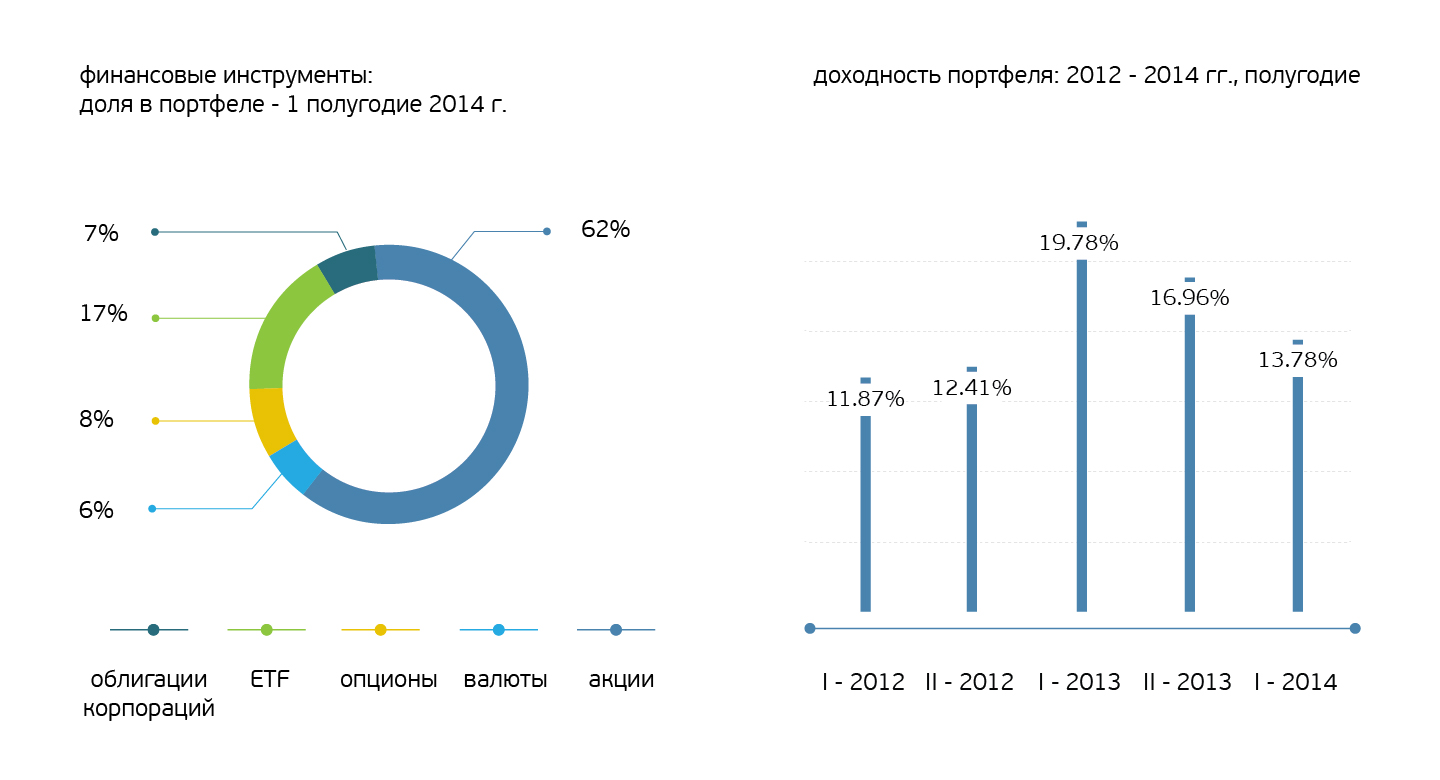 финансовые инструменты:
доля в портфеле - 1 полугодие 2014 г.
7%
62%
17%
8%
6%
облигации
корпораций
ETF
опционы
валюты
акции
доходность портфеля: 2012 - 2014 гг., полугодие
11.87%
12.41%
19.78%
16.96%
13.78%
I - 2012
II - 2012
I - 2013
II - 2013
I - 2014